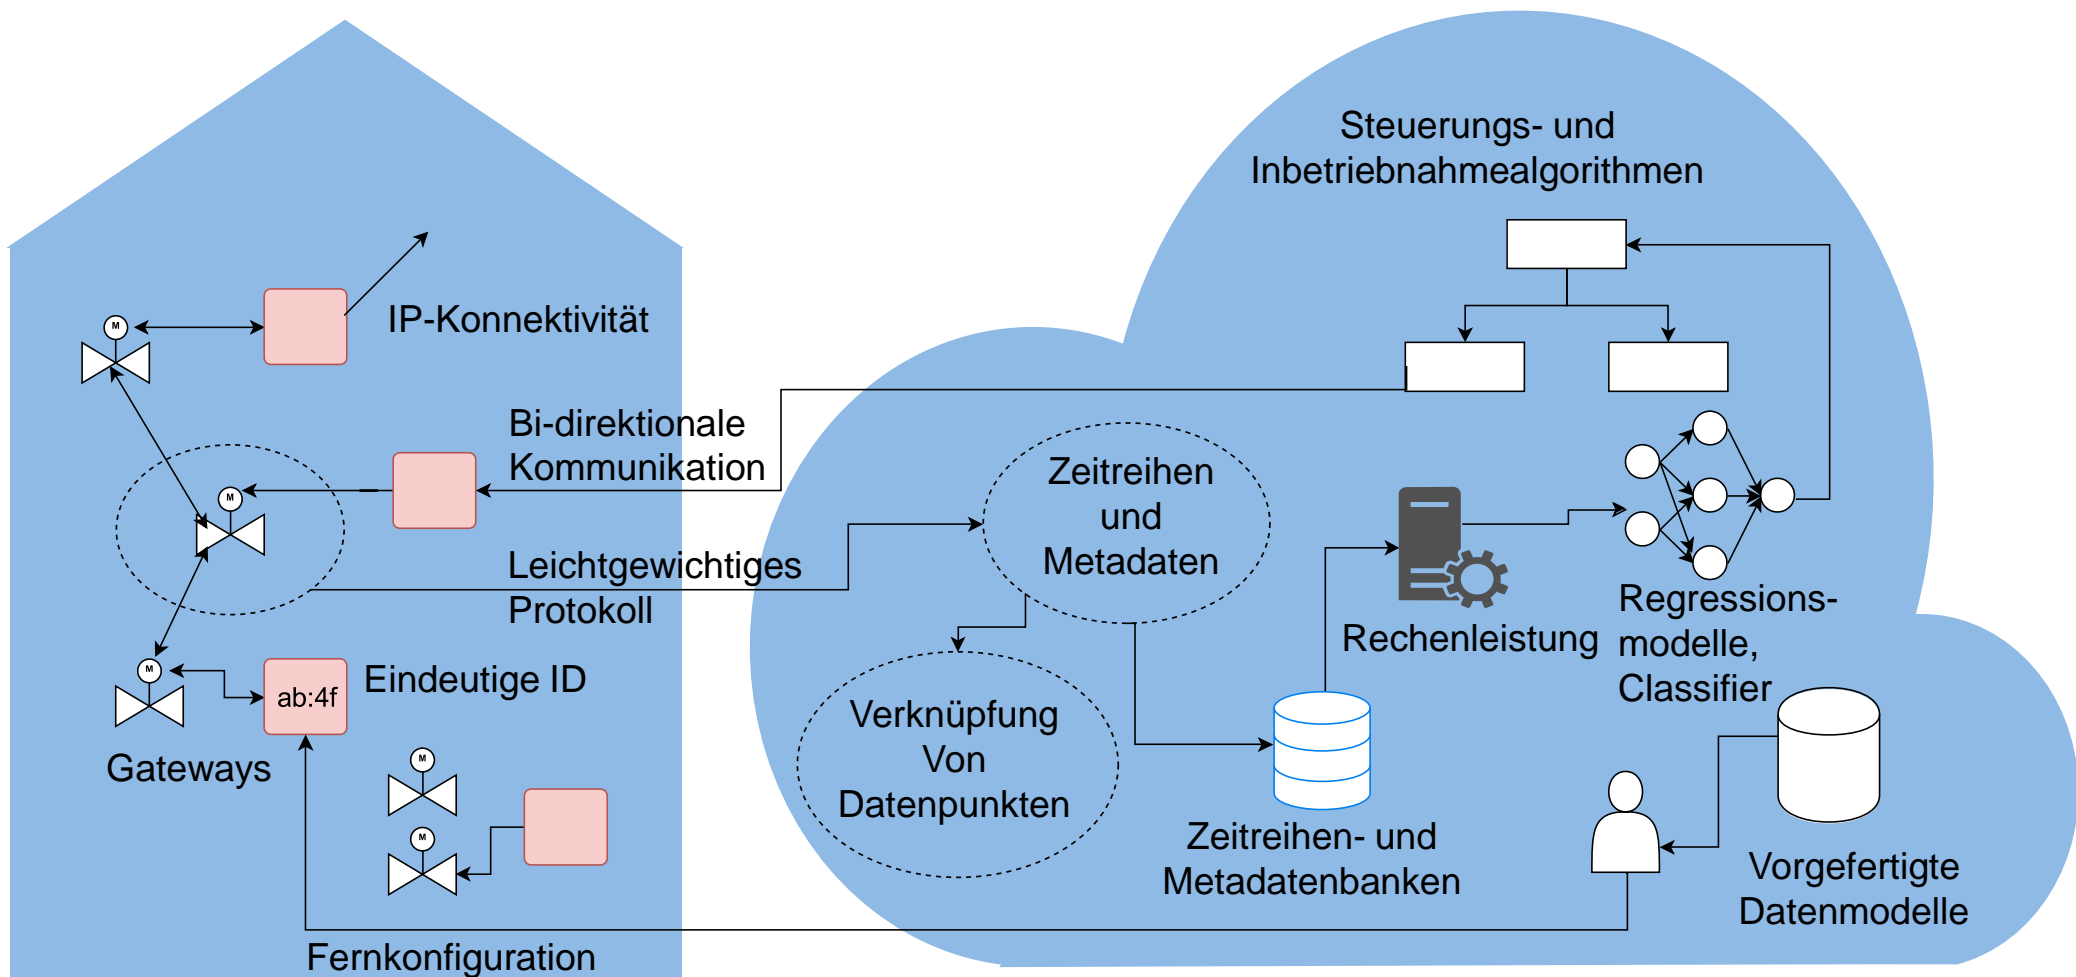 Steuerungs- und
Inbetriebnahmealgorithmen
M
IP-Konnektivität
Bi-direktionale
Kommunikation
M
Zeitreihen
und
Metadaten
Leichtgewichtiges
Protokoll
Rechenleistung
Regressions-
modelle,
Classifier
M
ab:4f
Eindeutige ID
Gateways
M
M
Verknüpfung
Von
Datenpunkten
Zeitreihen- und
Metadatenbanken
Vorgefertigte
Datenmodelle
Fernkonfiguration